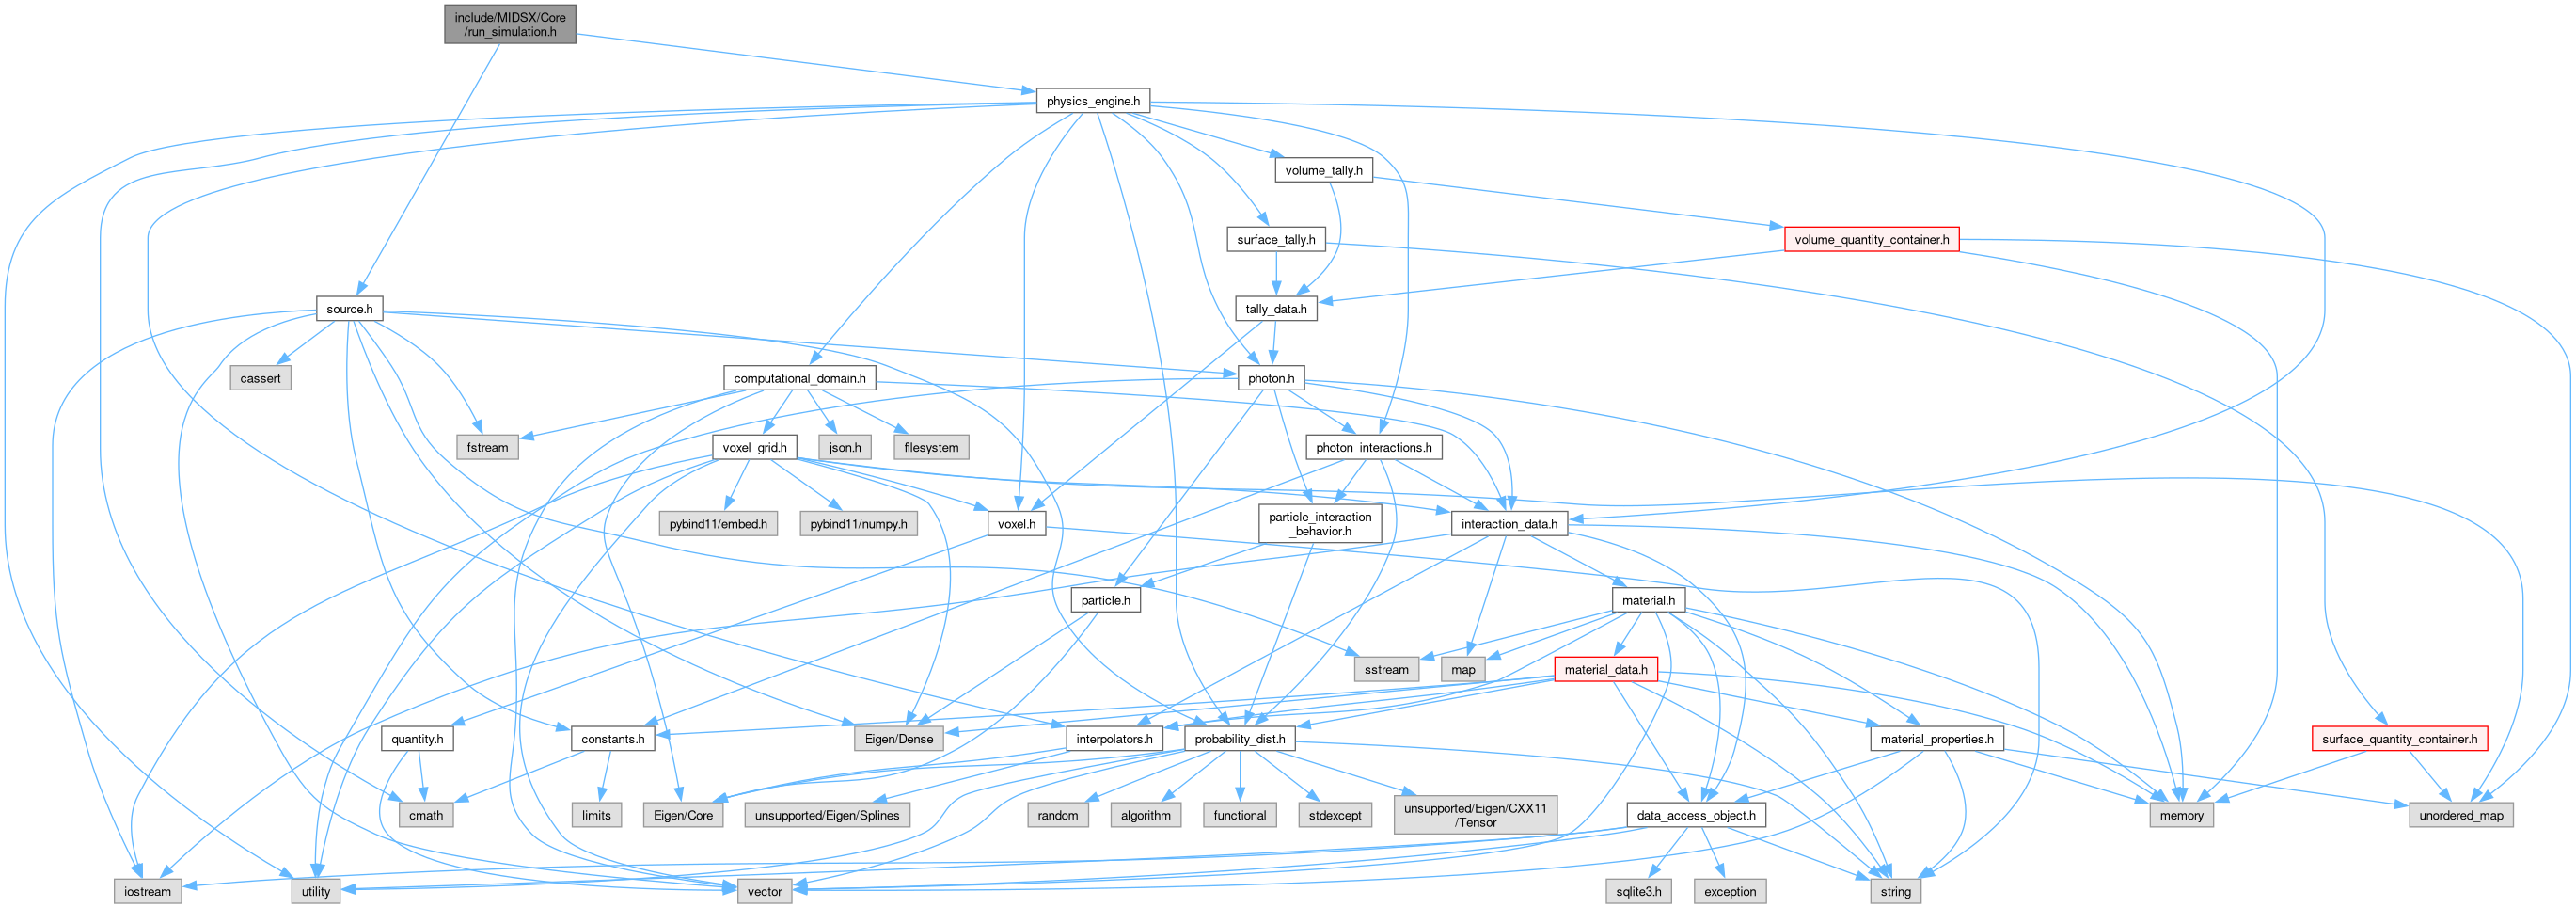 include/MIDSX/Core
/run_simulation.h
physics_engine.h
volume_tally.h
surface_tally.h
volume_quantity_container.h
source.h
tally_data.h
cassert
computational_domain.h
photon.h
fstream
voxel_grid.h
json.h
filesystem
photon_interactions.h
pybind11/embed.h
pybind11/numpy.h
voxel.h
particle_interaction
_behavior.h
interaction_data.h
particle.h
material.h
sstream
map
material_data.h
quantity.h
constants.h
Eigen/Dense
interpolators.h
probability_dist.h
material_properties.h
surface_quantity_container.h
cmath
limits
Eigen/Core
unsupported/Eigen/Splines
random
algorithm
functional
stdexcept
unsupported/Eigen/CXX11
/Tensor
data_access_object.h
memory
unordered_map
iostream
utility
vector
sqlite3.h
exception
string